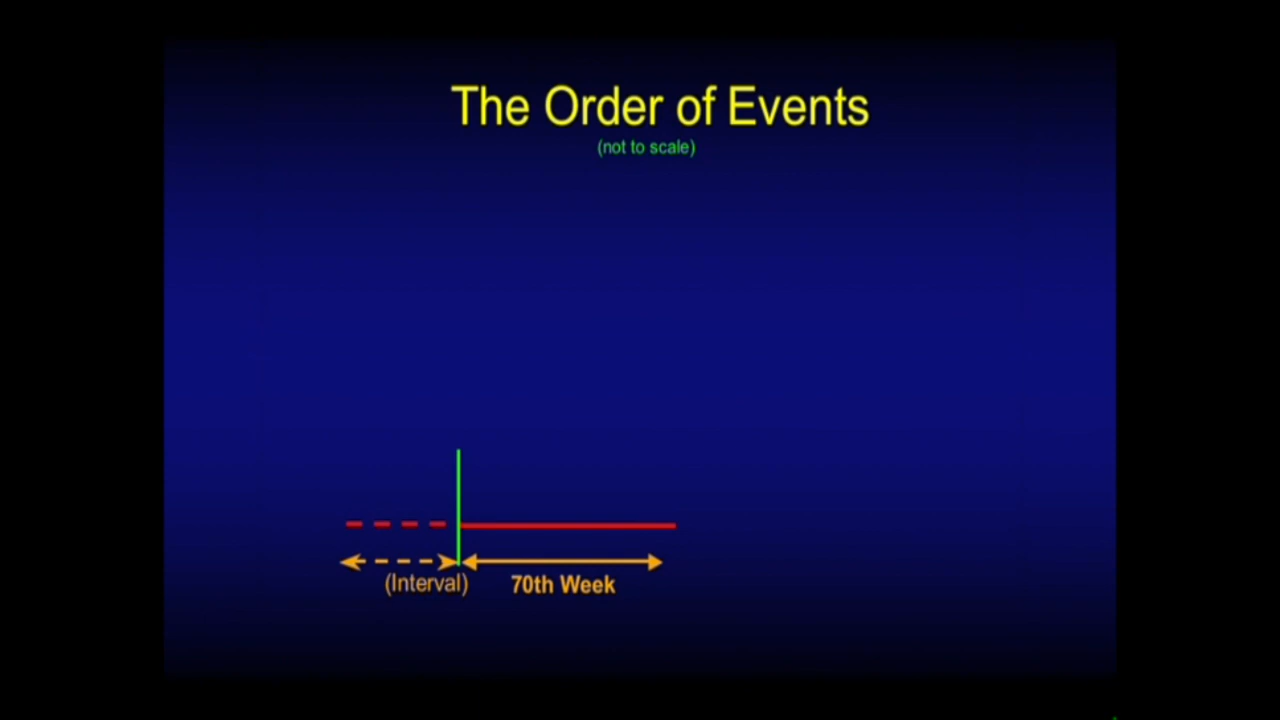 The Order of Events
(not to scale)
(Interval)
70th Week